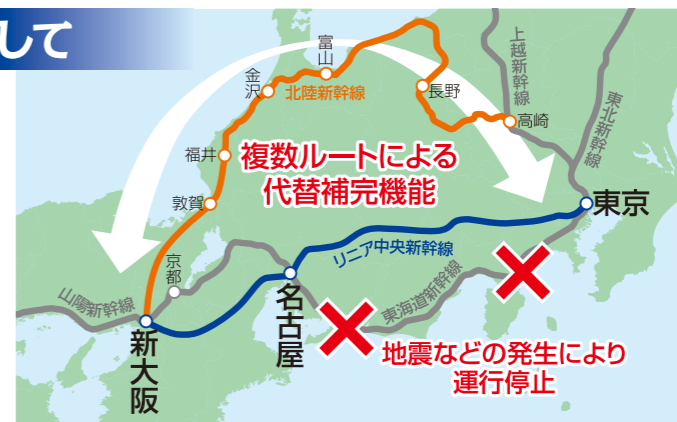 して
富山
金沢
北陸新幹線
長野
上越新幹線
高崎
東北新幹線
福井
複数ルートによる
代替補完機能
敦賀
東京
京都
リニア中央新幹線
山陽新幹線
名古屋
東海道新幹線
新大阪
地震などの発生により
運行停止